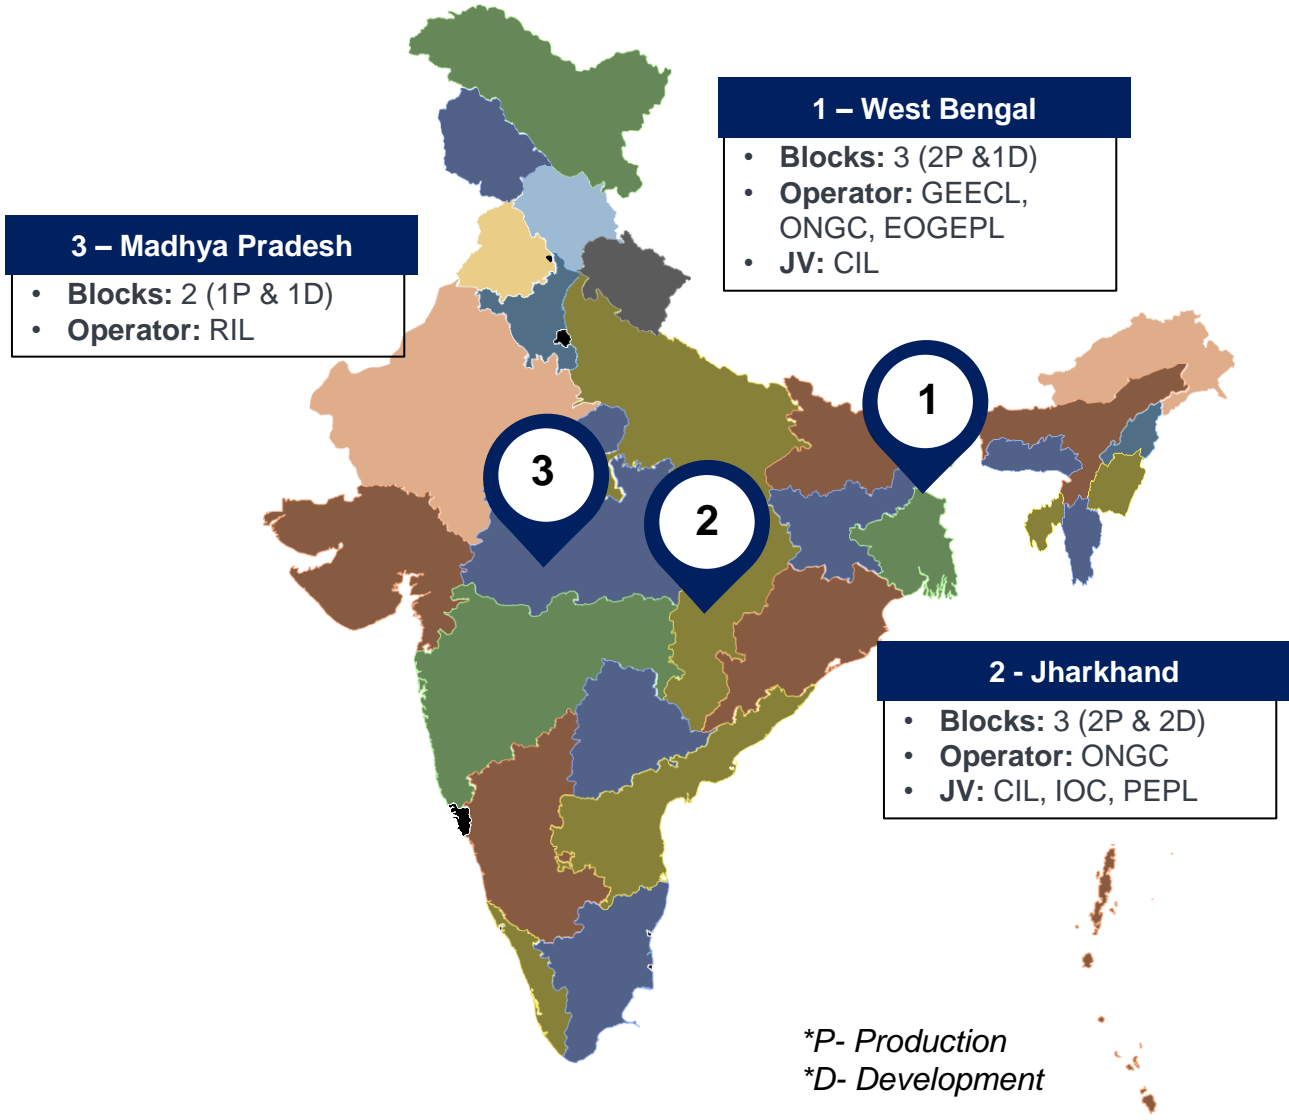 1 – West Bengal
• Blocks: 3 (2P &1D)
• Operator: GEECL,
ONGC, EOGEPL
• JV: CIL
3 – Madhya Pradesh
• Blocks: 2 (1P & 1D)
• Operator: RIL
1
3
2
2 - Jharkhand
• Blocks: 3 (2P & 2D)
• Operator: ONGC
• JV: CIL, IOC, PEPL
*P- Production
*D- Development